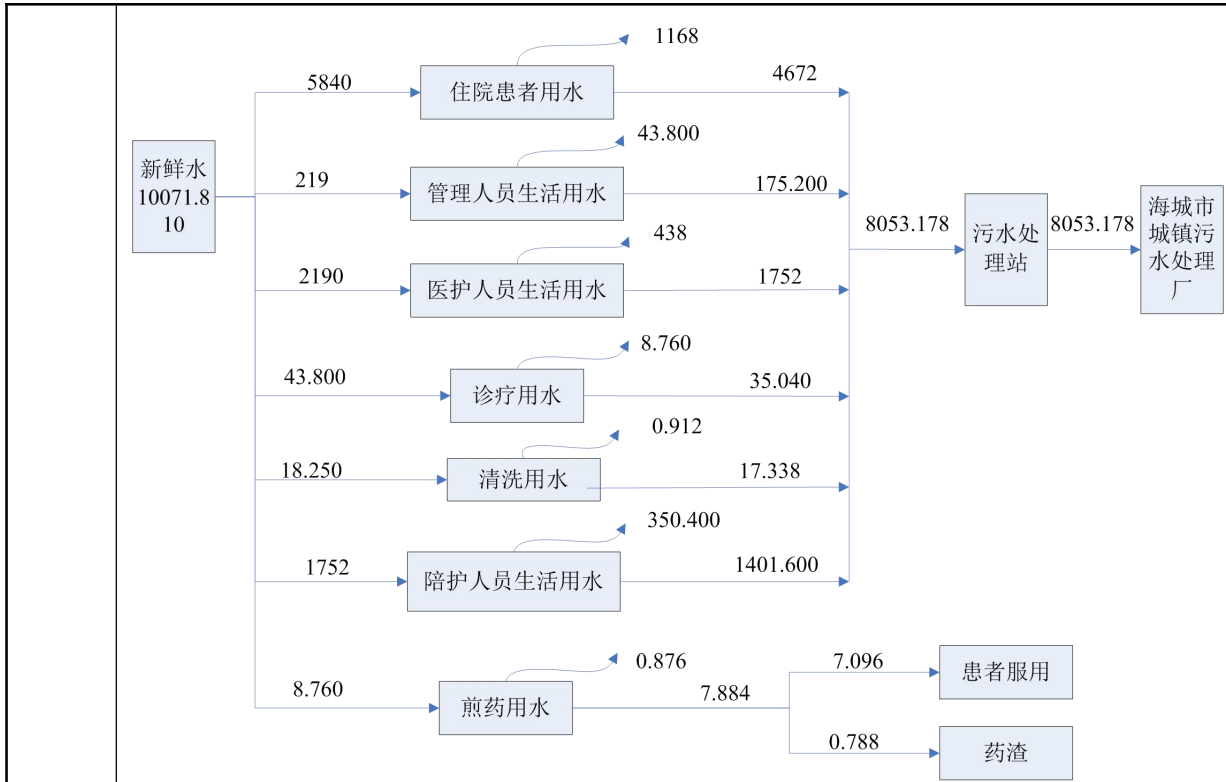 1168
5840
住院患者用水
4672
新鲜水
10071.8
10
43.800
219
管理人员生活用水
175.200
438
2190
医护人员生活用水
1752
8053.178
污水处
理站
8053.178
海城市
城镇污
水处理
厂
8.760
43.800
诊疗用水
35.040
0.912
18.250
清洗用水
17.338
350.400
1752
陪护人员生活用水
1401.600
0.876
8.760
煎药用水
7.884
7.096
患者服用
0.788
药渣